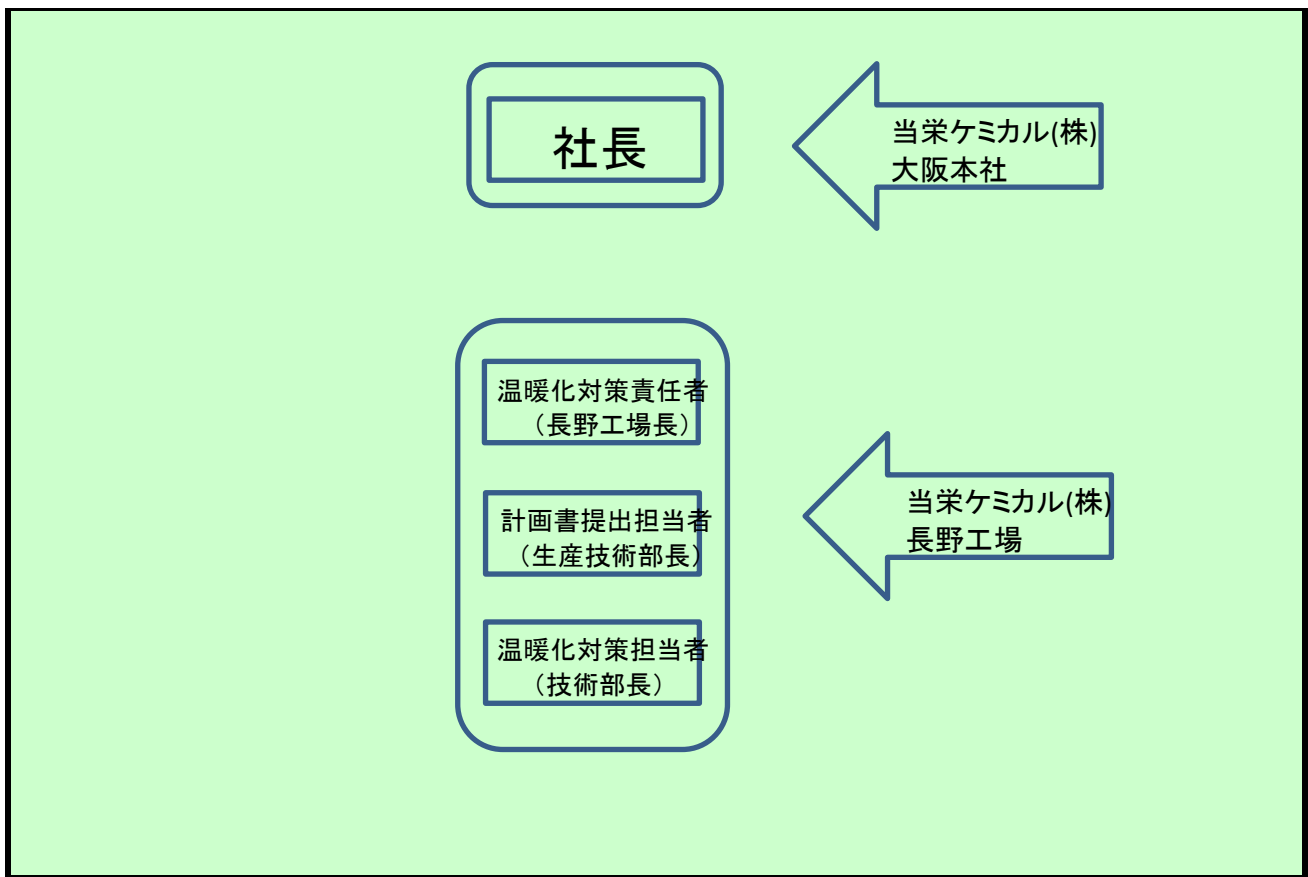 社長
当栄ケミカル(株)
大阪本社
温暖化対策責任者
（長野工場長）
計画書提出担当者
（生産技術部長）
温暖化対策担当者
（技術部長）
当栄ケミカル(株)
長野工場